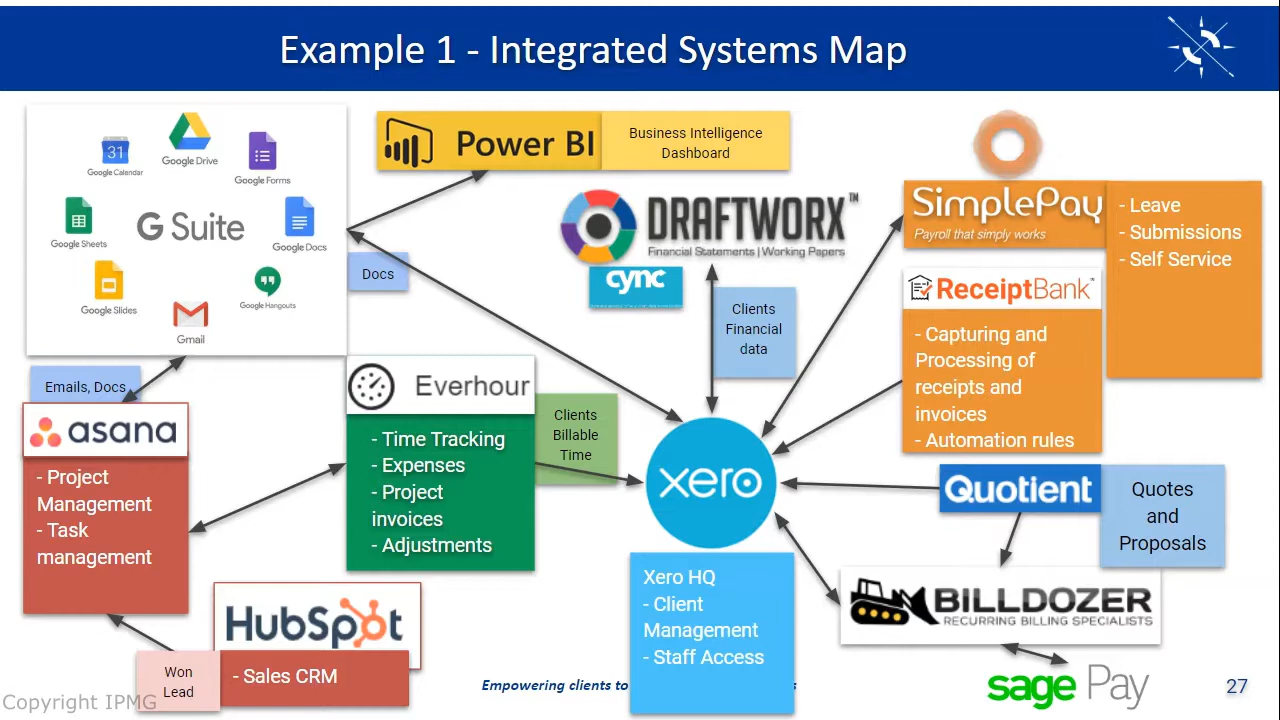 Example 1 - Integrated Systems Map
31
Google Calendar
Google Drive
Google Forms
Google Sheets
G Suite
Google Docs
Google Slides
Gmail
Google Hangouts
Power BI
Business Intelligence
Dashboard
DRAFTWORX™
Financial Statements | Working Papers
cync
SimplePay
Payroll that simply works
- Leave
- Submissions
- Self Service
ReceiptBank
- Capturing and
Processing of
receipts and
invoices
- Automation rules
Docs
Clients
Financial
data
Emails, Docs
asana
- Project
Management
- Task
management
Everhour
- Time Tracking
- Expenses
- Project
invoices
- Adjustments
Clients
Billable
Time
xero
Xero HQ
- Client
Management
- Staff Access
Quotient
Quotes
and
Proposals
BILLDOZER
RECURRING BILLING SPECIALISTS
HubSpot
- Sales CRM
Won
Lead
sage Pay
Empowering clients to
s
27
Copyright IPMG